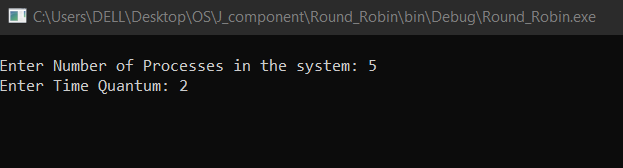 C:\Users\DELL\Desktop\OS\J_component\Round_Robin\bin\Debug\Round_Robin.exe
Enter Number of Processes in the system: 5
Enter Time Quantum: 2